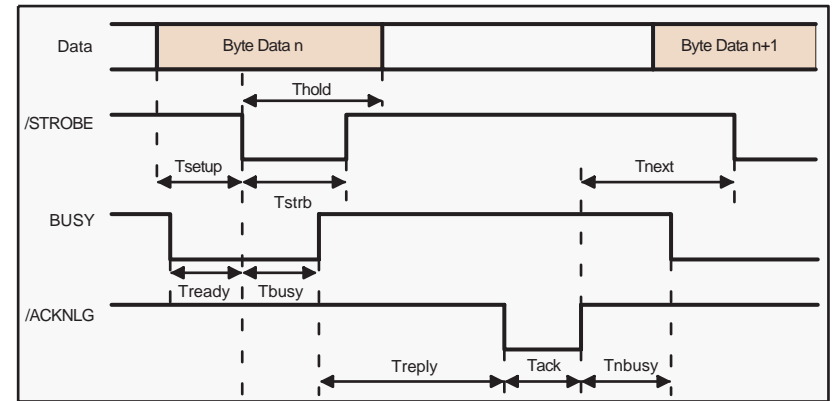 Data
Byte Data n
Byte Data n+1
Thold
/STROBE
Tsetup
Tnext
Tstrb
BUSY
Tready
Tbusy
/ACKNLG
Treply
Tack
Tnbusy